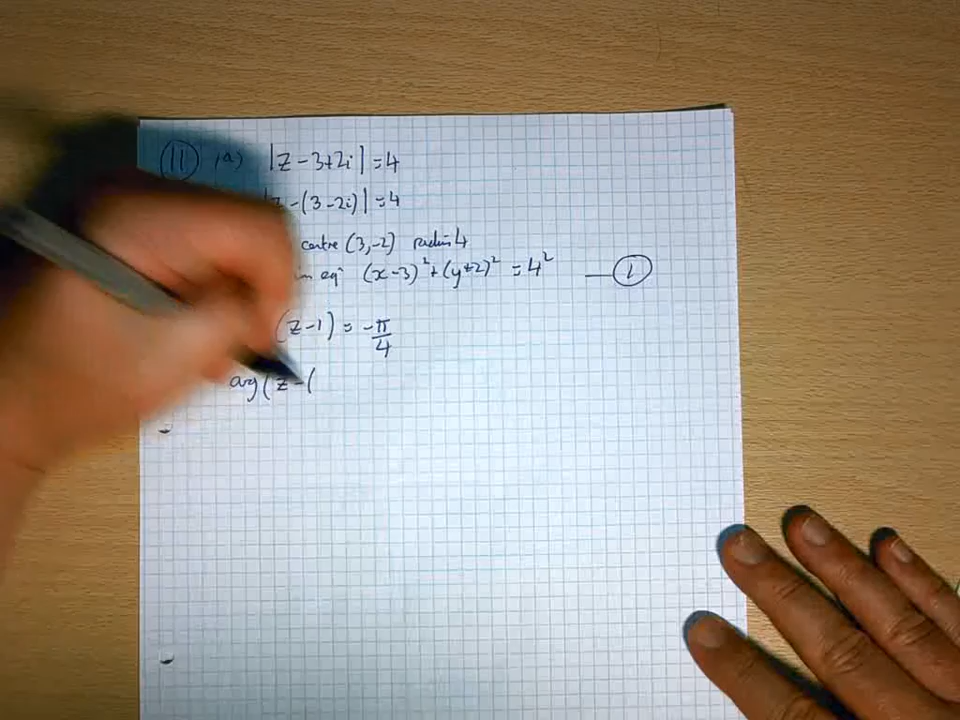 11 (a) |z-3+2i| = 4
|z-(3-2i)| = 4
centre (3,-2) radius 4
eqⁿ (x-3)² + (y+2)² = 4² — 1
(z-1) = -π/4
arg(z-(